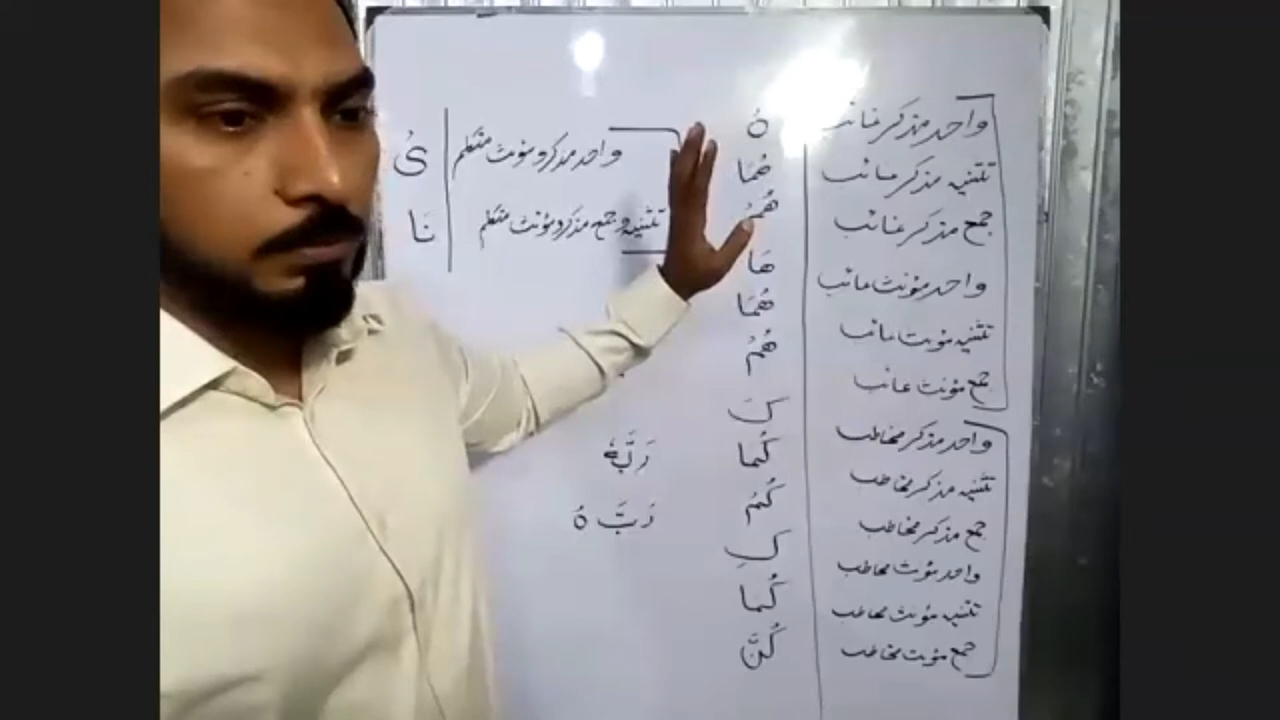 واحد مذکر غائب ہُ
تثنیہ مذکر غائب ھُمَا
جمع مذکر غائب ھُمْ
واحد مؤنث غائب ھَا
تثنیہ مؤنث غائب ھُمَا
جمع مؤنث غائب ھُمْ
واحد مذکر مخاطب کَ
تثنیہ مذکر مخاطب کُمَا
جمع مذکر مخاطب کُمْ
واحد مؤنث مخاطب کِ
تثنیہ مؤنث مخاطب کُمَا
جمع مؤنث مخاطب کُنَّ
واحد مذکر و مؤنث متکلم یْ
تثنیہ و جمع مذکر و مؤنث متکلم نَا
رَبَّهٗ
رَبَّ ہُ